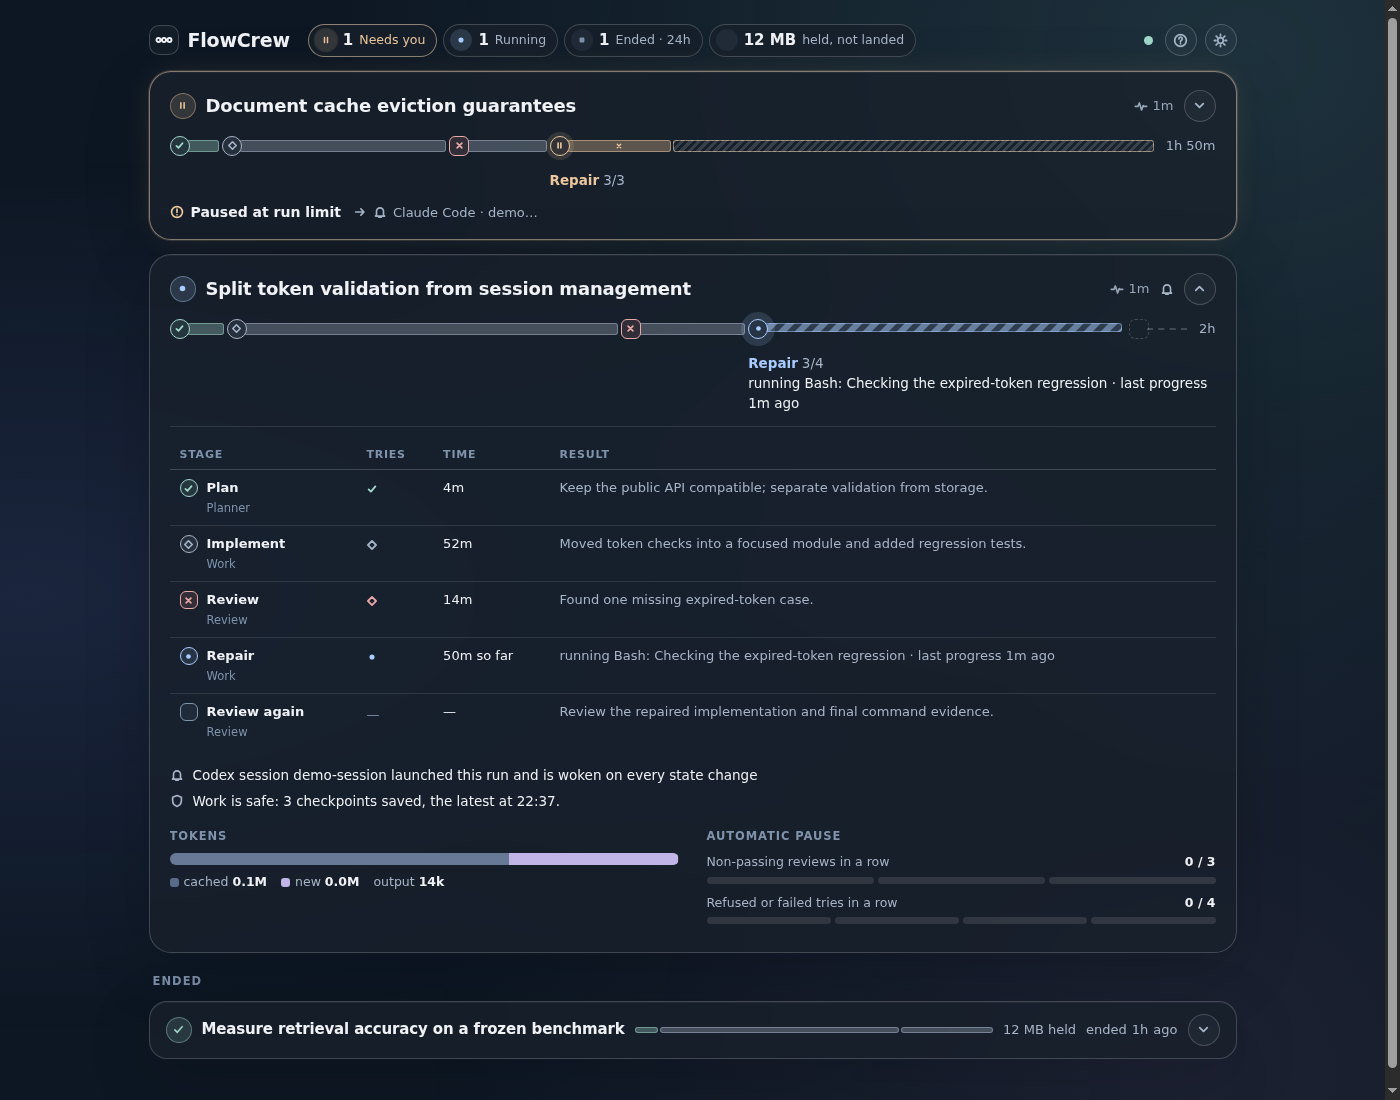 FlowCrew
1 Needs you
1 Running
1 Ended · 24h
12 MB held, not landed
Document cache eviction guarantees
1m
1h 50m
Repair 3/3
Paused at run limit → Claude Code · demo…
Split token validation from session management
1m
2h
Repair 3/4
running Bash: Checking the expired-token regression · last progress
1m ago
STAGE TRIES TIME RESULT
Plan 4m Keep the public API compatible; separate validation from storage.
Planner
Implement 52m Moved token checks into a focused module and added regression tests.
Work
Review 14m Found one missing expired-token case.
Review
Repair 50m so far running Bash: Checking the expired-token regression · last progress 1m ago
Work
Review again — — Review the repaired implementation and final command evidence.
Review
Codex session demo-session launched this run and is woken on every state change
Work is safe: 3 checkpoints saved, the latest at 22:37.
TOKENS
cached 0.1M new 0.0M output 14k
AUTOMATIC PAUSE
Non-passing reviews in a row 0 / 3
Refused or failed tries in a row 0 / 4
ENDED
Measure retrieval accuracy on a frozen benchmark 12 MB held ended 1h ago